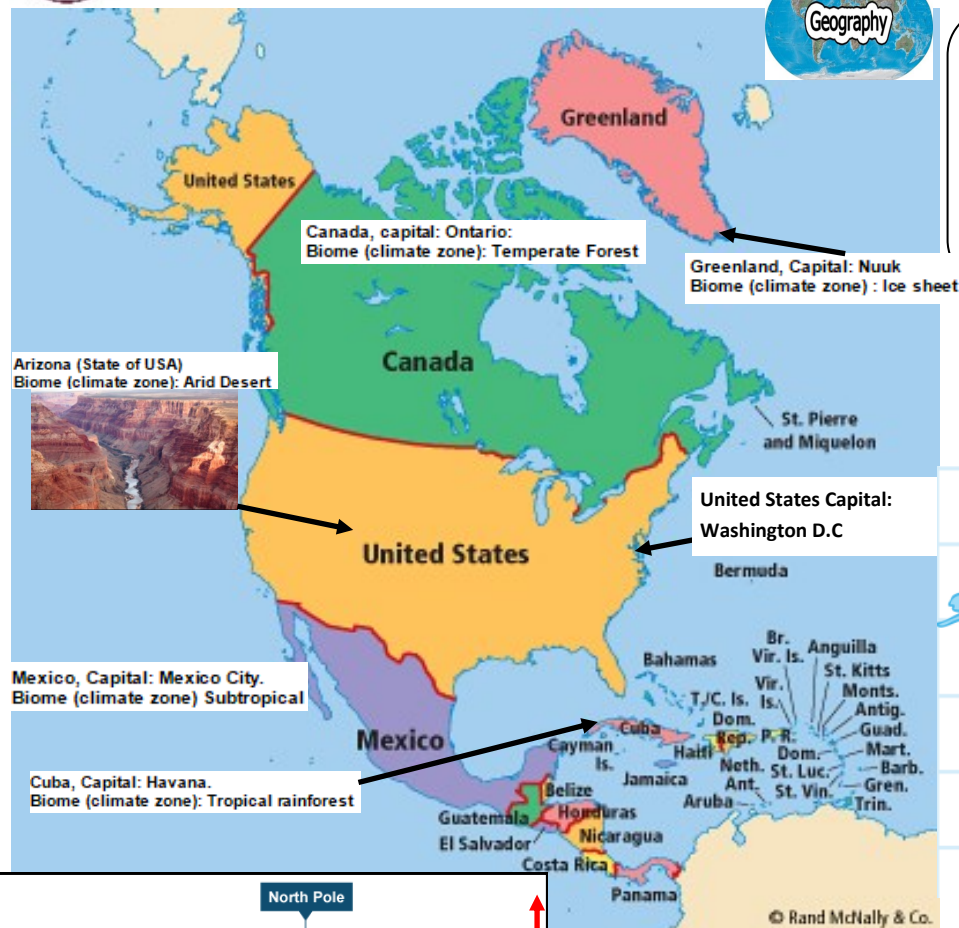 Geography
Greenland
United States
Canada, capital: Ontario:
Biome (climate zone): Temperate Forest
Greenland, Capital: Nuuk
Biome (climate zone) : Ice sheet
Canada
Arizona (State of USA)
Biome (climate zone): Arid Desert
St. Pierre
and Miquelon
United States Capital:
Washington D.C
United States
Bermuda
Mexico, Capital: Mexico City.
Biome (climate zone) Subtropical
Bahamas
Br.
Vir. Is.
Anguilla
St. Kitts
Vir.
Is.
Monts.
T./C. Is.
Antig.
Dom.
Rep.
P. R.
Guad.
Mexico
Cuba
Cayman
Is.
Haiti
Dom.
Mart.
Neth.
Ant.
St. Luc.
Barb.
Jamaica
St. Vin.
Gren.
Aruba
Trin.
Cuba, Capital: Havana.
Biome (climate zone): Tropical rainforest
Belize
Guatemala
Honduras
El Salvador
Nicaragua
Costa Rica
Panama
North Pole
© Rand McNally & Co.